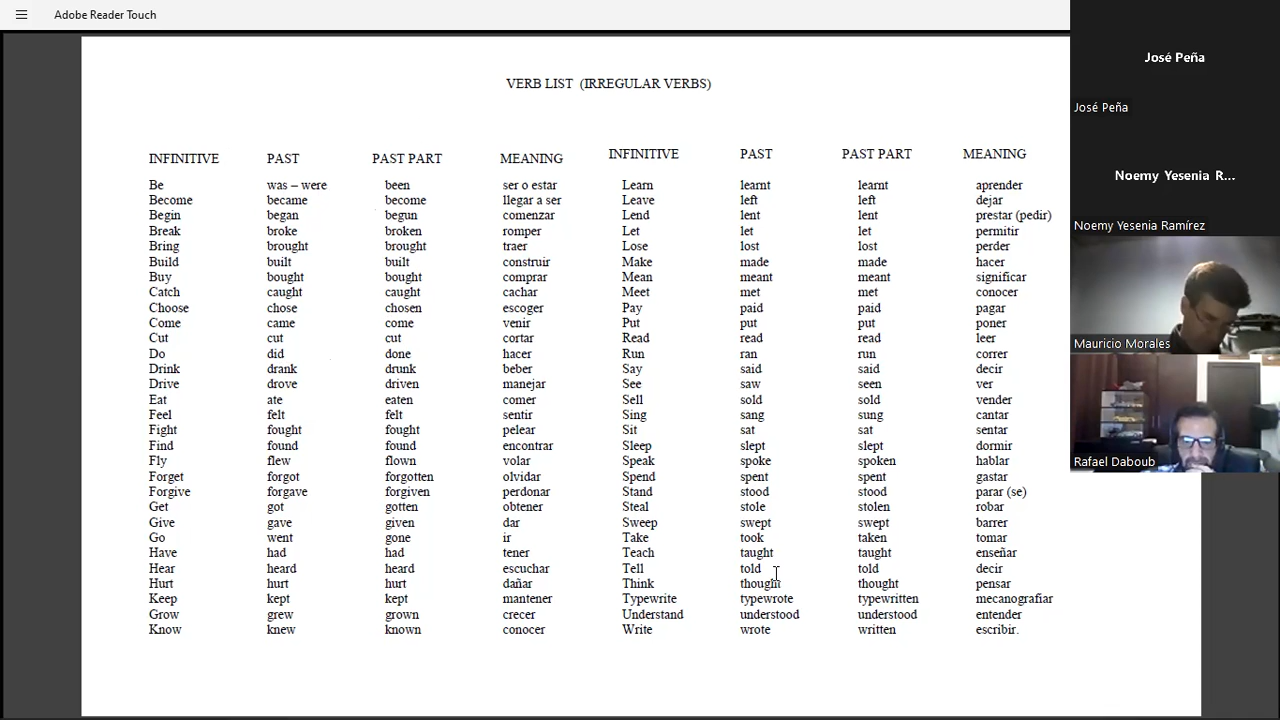 Adobe Reader Touch
VERB LIST (IRREGULAR VERBS)
INFINITIVE PAST PAST PART MEANING INFINITIVE PAST PAST PART MEANING
Be was – were been ser o estar Learn learnt learnt aprender
Become became become llegar a ser Leave left left dejar
Begin began begun comenzar Lend lent lent prestar (pedir)
Break broke broken romper Let let let permitir
Bring brought brought traer Lose lost lost perder
Build built built construir Make made made hacer
Buy bought bought comprar Mean meant meant significar
Catch caught caught cachar Meet met met conocer
Choose chose chosen escoger Pay paid paid pagar
Come came come venir Put put put poner
Cut cut cut cortar Read read read leer
Do did done hacer Run ran run correr
Drink drank drunk beber Say said said decir
Drive drove driven manejar See saw seen ver
Eat ate eaten comer Sell sold sold vender
Feel felt felt sentir Sing sang sung cantar
Fight fought fought pelear Sit sat sat sentar
Find found found encontrar Sleep slept slept dormir
Fly flew flown volar Speak spoke spoken hablar
Forget forgot forgotten olvidar Spend spent spent gastar
Forgive forgave forgiven perdonar Stand stood stood parar (se)
Get got gotten obtener Steal stole stolen robar
Give gave given dar Sweep swept swept barrer
Go went gone ir Take took taken tomar
Have had had tener Teach taught taught enseñar
Hear heard heard escuchar Tell told told decir
Hurt hurt hurt dañar Think thought thought pensar
Keep kept kept mantener Typewrite typewrote typewritten mecanografiar
Grow grew grown crecer Understand understood understood entender
Know knew known conocer Write wrote written escribir.
José Peña
José Peña
Noemy Yesenia R...
Noemy Yesenia Ramírez
Mauricio Morales
Rafael Daboub